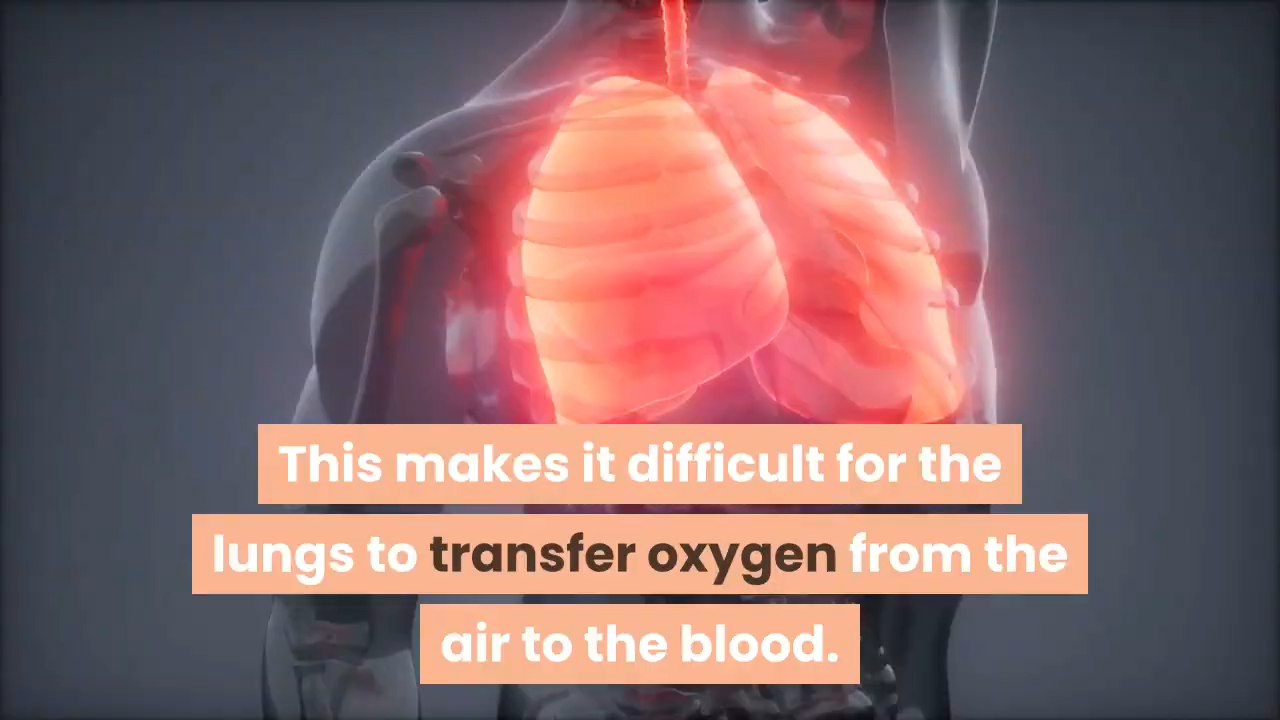 This makes it difficult for the
lungs to transfer oxygen from the
air to the blood.